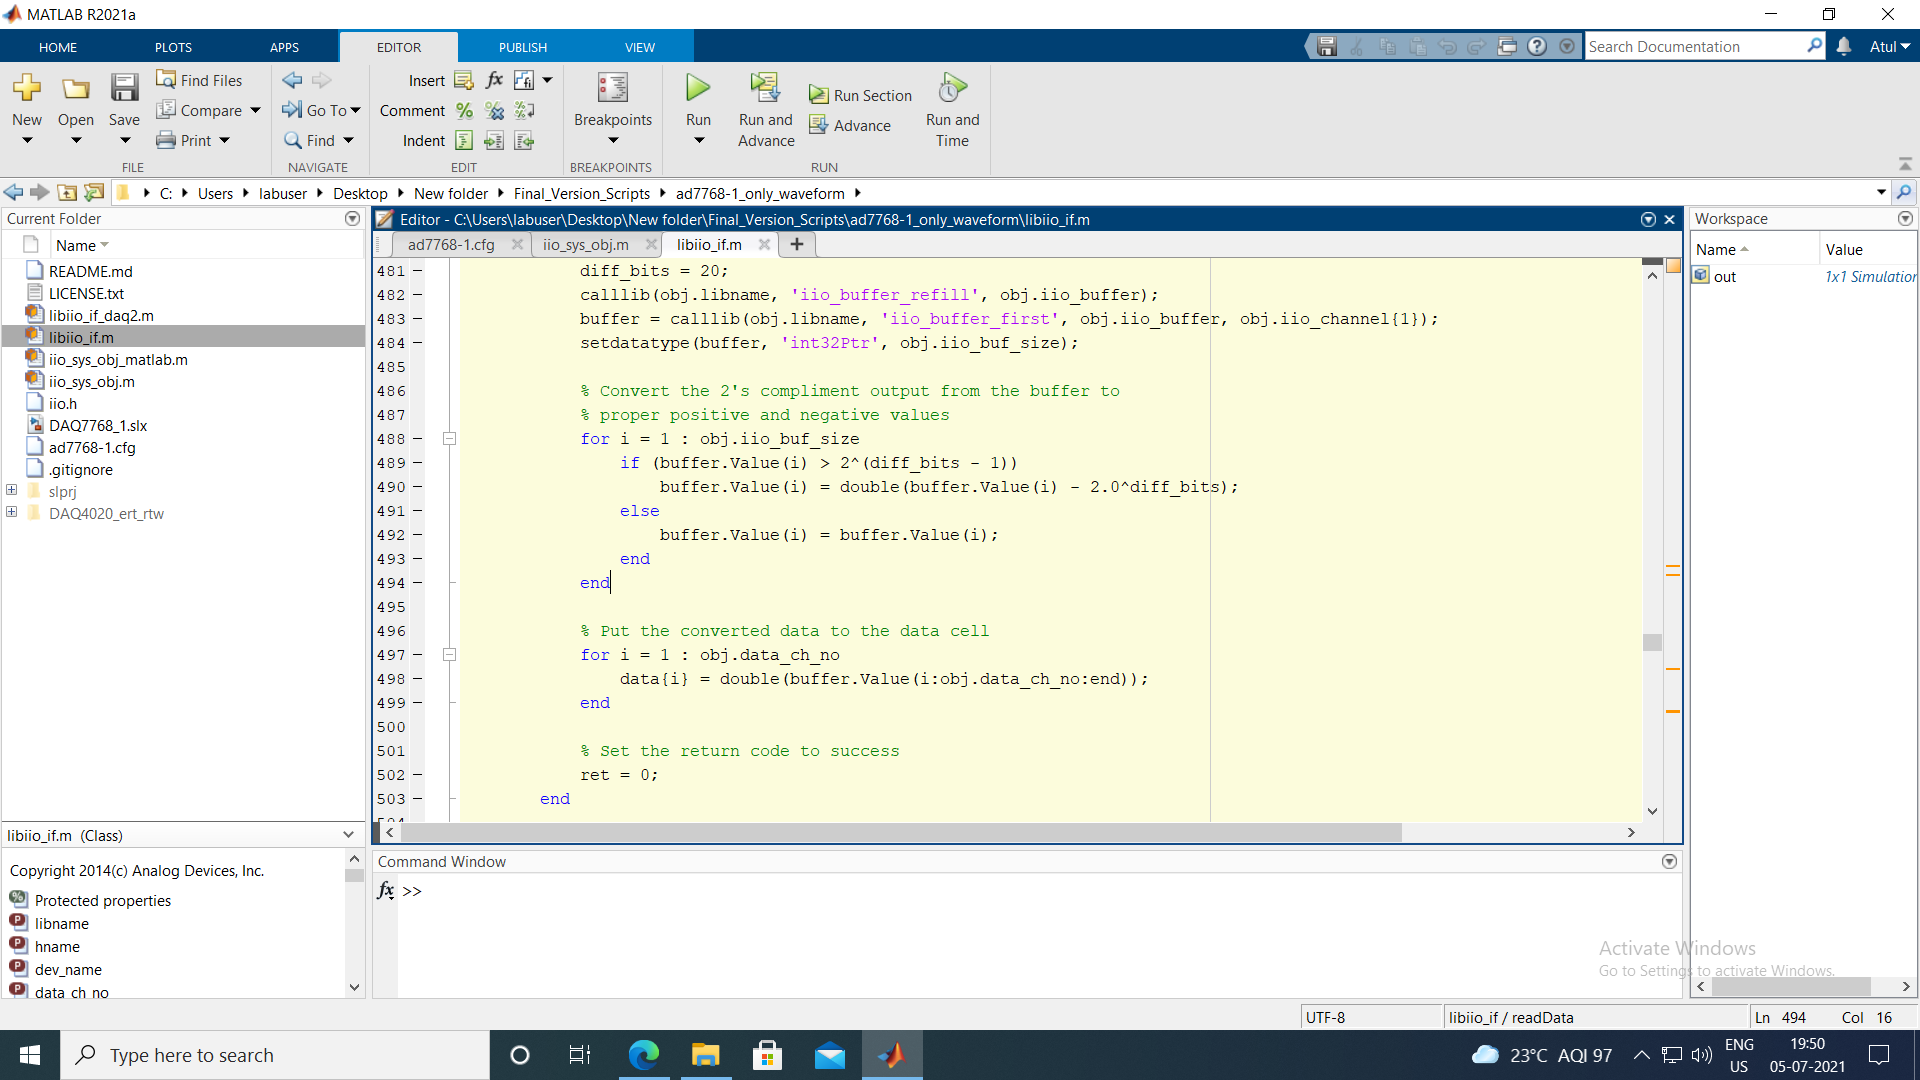 MATLAB R2021a
HOME PLOTS APPS EDITOR PUBLISH VIEW
Search Documentation
Atul
New
Open
Save
Find Files
Compare
Print
FILE
Go To
Find
NAVIGATE
Insert
Comment
Indent
EDIT
Breakpoints
BREAKPOINTS
Run
Run and Advance
Run Section
Advance
Run and Time
RUN
C: Users labuser Desktop New folder Final_Version_Scripts ad7768-1_only_waveform
Current Folder
Name
README.md
LICENSE.txt
libiio_if_daq2.m
libiio_if.m
iio_sys_obj_matlab.m
iio_sys_obj.m
iio.h
DAQ7768_1.slx
ad7768-1.cfg
.gitignore
slprj
DAQ4020_ert_rtw
libiio_if.m (Class)
Copyright 2014(c) Analog Devices, Inc.
Protected properties
libname
hname
dev_name
data_ch_no
Editor - C:\Users\labuser\Desktop\New folder\Final_Version_Scripts\ad7768-1_only_waveform\libiio_if.m
ad7768-1.cfg iio_sys_obj.m libiio_if.m +
481 – diff_bits = 20;
482 – calllib(obj.libname, 'iio_buffer_refill', obj.iio_buffer);
483 – buffer = calllib(obj.libname, 'iio_buffer_first', obj.iio_buffer, obj.iio_channel{1});
484 – setdatatype(buffer, 'int32Ptr', obj.iio_buf_size);
485
486 % Convert the 2's compliment output from the buffer to
487 % proper positive and negative values
488 – for i = 1 : obj.iio_buf_size
489 – if (buffer.Value(i) > 2^(diff_bits - 1))
490 – buffer.Value(i) = double(buffer.Value(i) - 2.0^diff_bits);
491 – else
492 – buffer.Value(i) = buffer.Value(i);
493 – end
494 – end
495
496 % Put the converted data to the data cell
497 – for i = 1 : obj.data_ch_no
498 – data{i} = double(buffer.Value(i:obj.data_ch_no:end));
499 – end
500
501 % Set the return code to success
502 – ret = 0;
503 – end
504
Command Window
fx >>
Workspace
Name Value
out 1x1 Simulation
Activate Windows
Go to Settings to activate Windows.
UTF-8
libiio_if / readData
Ln 494 Col 16
Type here to search
23°C AQI 97
ENG
US
19:50
05-07-2021